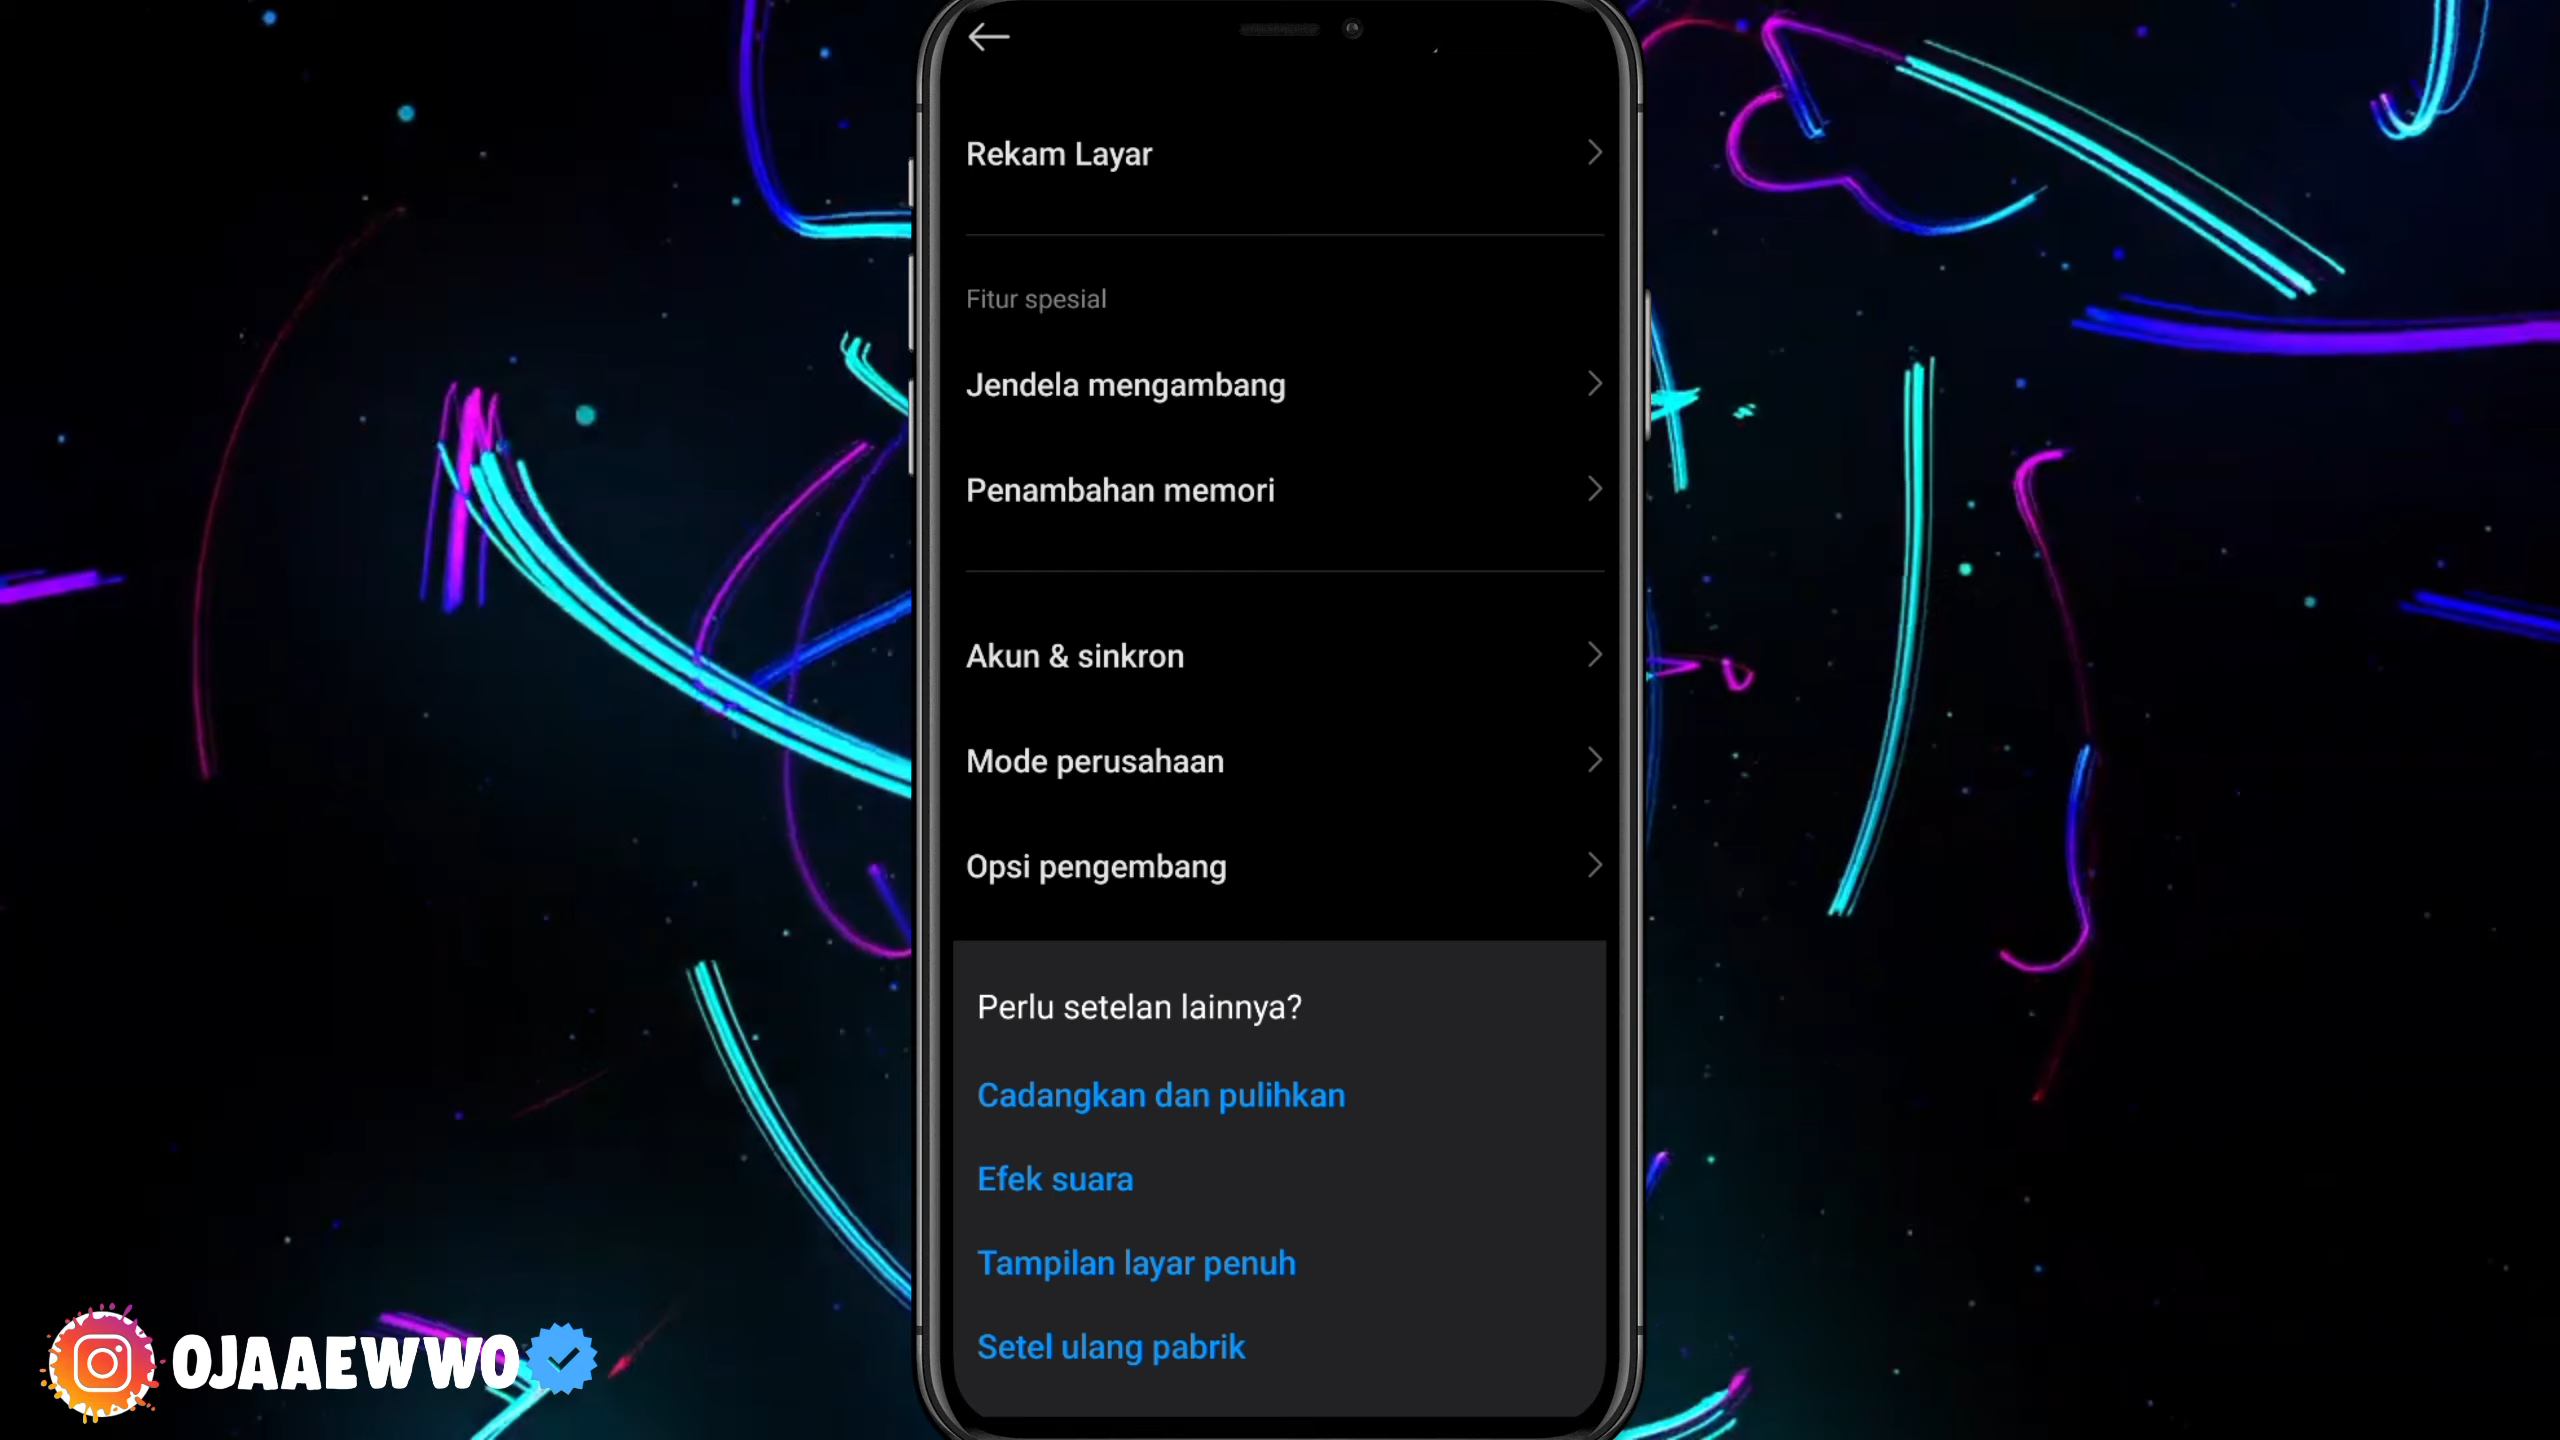 Rekam Layar
Fitur spesial
Jendela mengambang
Penambahan memori
Akun & sinkron
Mode perusahaan
Opsi pengembang
Perlu setelan lainnya?
Cadangkan dan pulihkan
Efek suara
Tampilan layar penuh
Setel ulang pabrik
OJAAEWWO